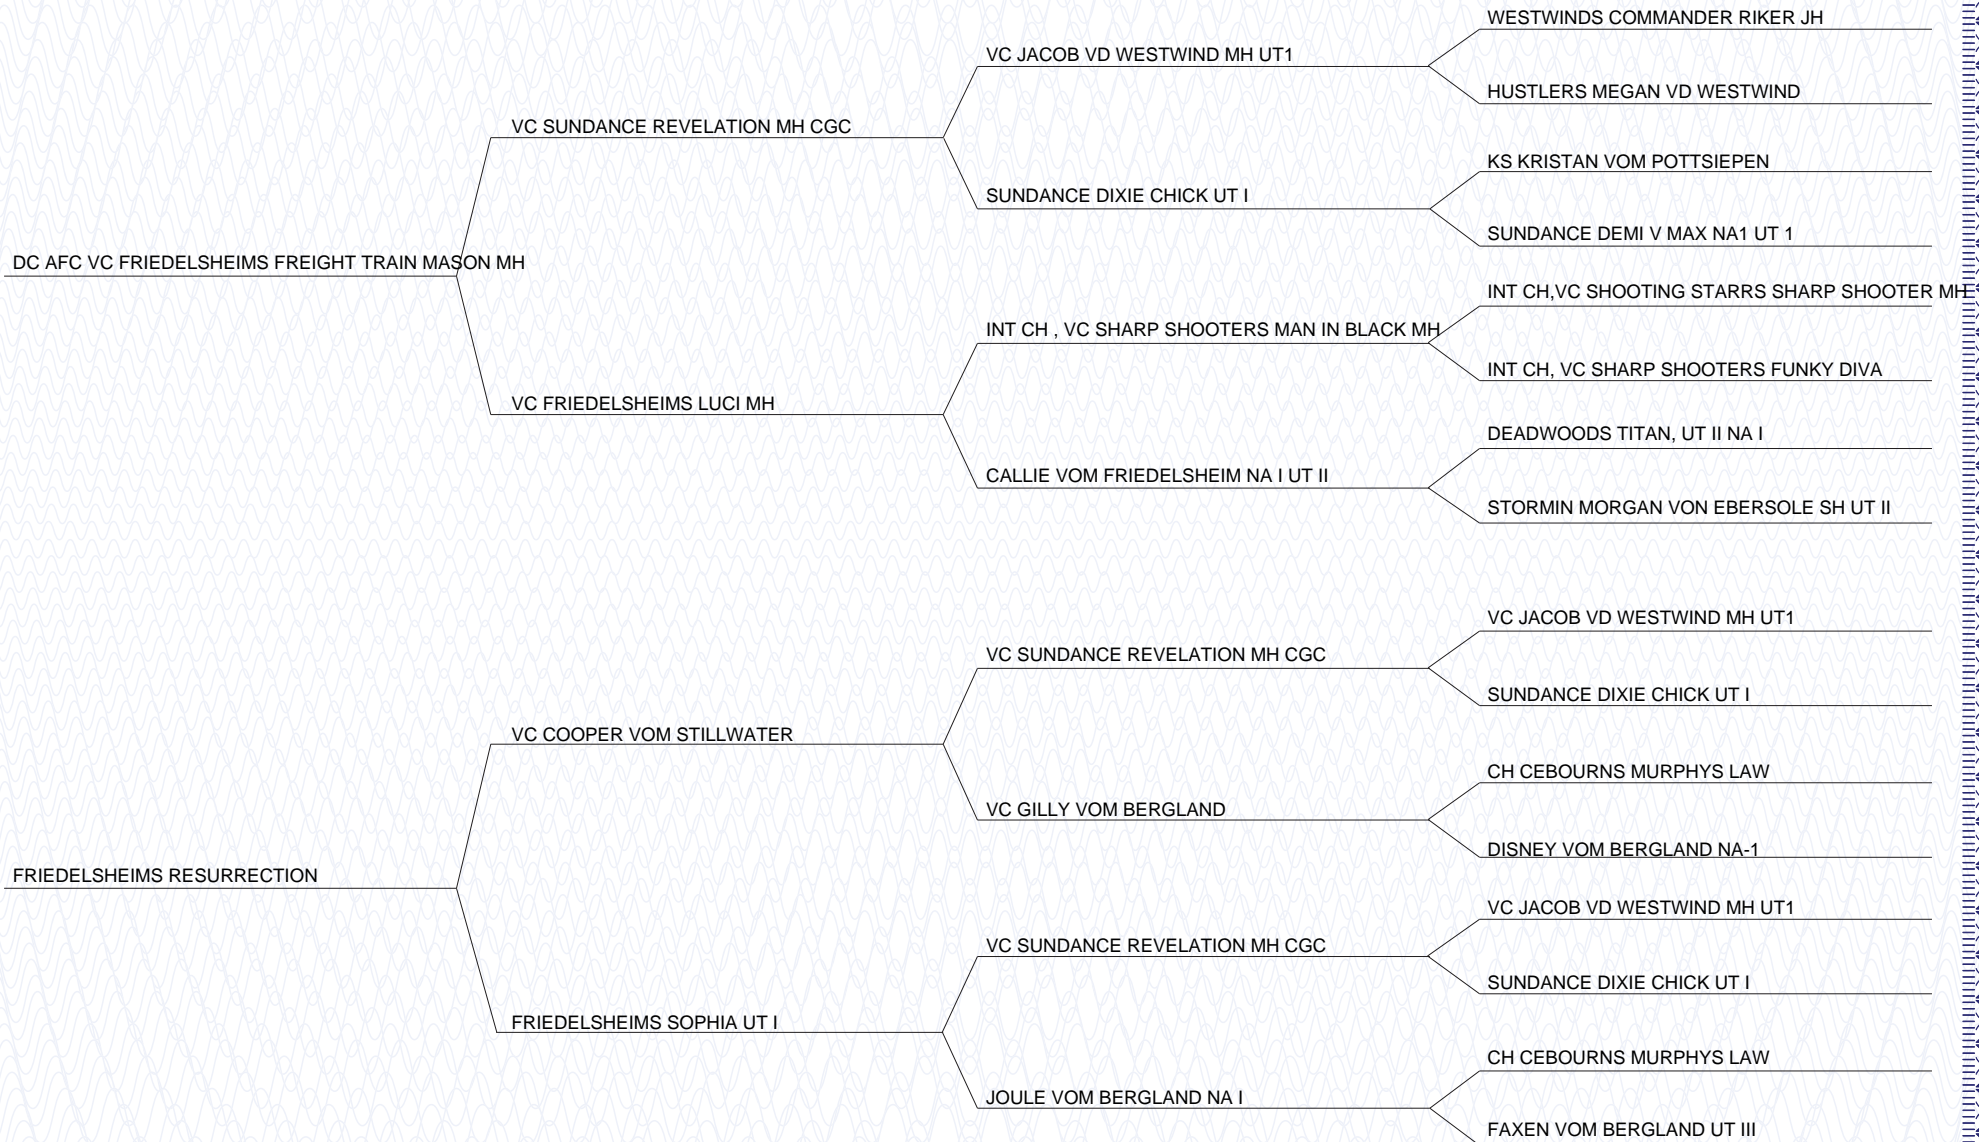 WESTWINDS COMMANDER RIKER JH
VC JACOB VD WESTWIND MH UT1
HUSTLERS MEGAN VD WESTWIND
VC SUNDANCE REVELATION MH CGC
KS KRISTAN VOM POTTSIEPEN
SUNDANCE DIXIE CHICK UT I
SUNDANCE DEMI V MAX NA1 UT 1
DC AFC VC FRIEDELSHEIMS FREIGHT TRAIN MASON MH
INT CH,VC SHOOTING STARRS SHARP SHOOTER MH
INT CH , VC SHARP SHOOTERS MAN IN BLACK MH
INT CH, VC SHARP SHOOTERS FUNKY DIVA
VC FRIEDELSHEIMS LUCI MH
DEADWOODS TITAN, UT II NA I
CALLIE VOM FRIEDELSHEIM NA I UT II
STORMIN MORGAN VON EBERSOLE SH UT II
VC JACOB VD WESTWIND MH UT1
VC SUNDANCE REVELATION MH CGC
SUNDANCE DIXIE CHICK UT I
VC COOPER VOM STILLWATER
CH CEBOURNS MURPHYS LAW
VC GILLY VOM BERGLAND
DISNEY VOM BERGLAND NA-1
FRIEDELSHEIMS RESURRECTION
VC JACOB VD WESTWIND MH UT1
VC SUNDANCE REVELATION MH CGC
SUNDANCE DIXIE CHICK UT I
FRIEDELSHEIMS SOPHIA UT I
CH CEBOURNS MURPHYS LAW
JOULE VOM BERGLAND NA I
FAXEN VOM BERGLAND UT III